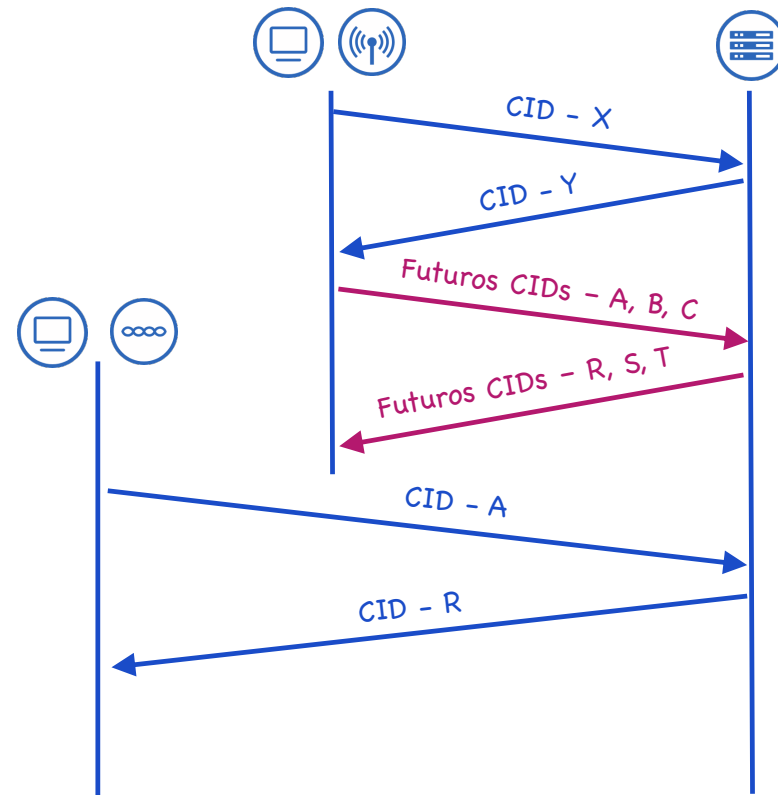 CID - X
CID - Y
Futuros CIDs - A, B, C
Futuros CIDs - R, S, T
CID - A
CID - R